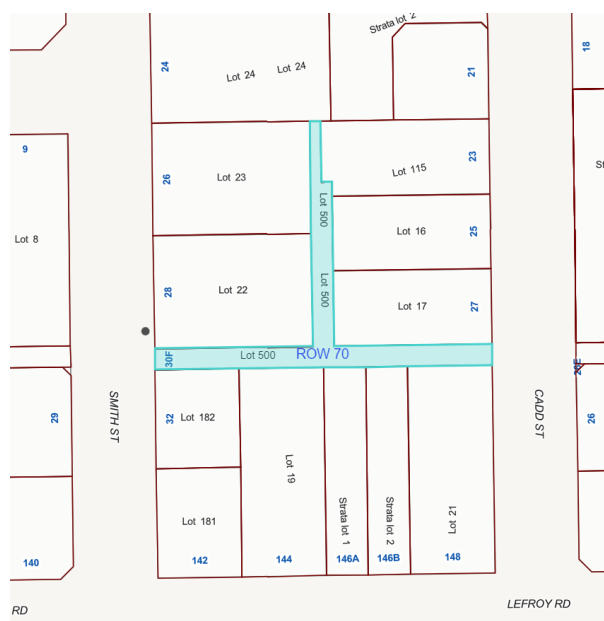 Strata lot 2
18
24
Lot 24
Lot 24
21
9
26
Lot 23
Lot 115
23
St
Lot 8
Lot 500
Lot 16
25
28
Lot 22
Lot 500
Lot 17
27
30F
Lot 500
ROW 70
29
SMITH ST
32
Lot 182
Lot 19
Strata lot 1
Strata lot 2
Lot 21
CADD ST
26
Lot 181
140
142
144
146A
146B
148
RD
LEFROY RD